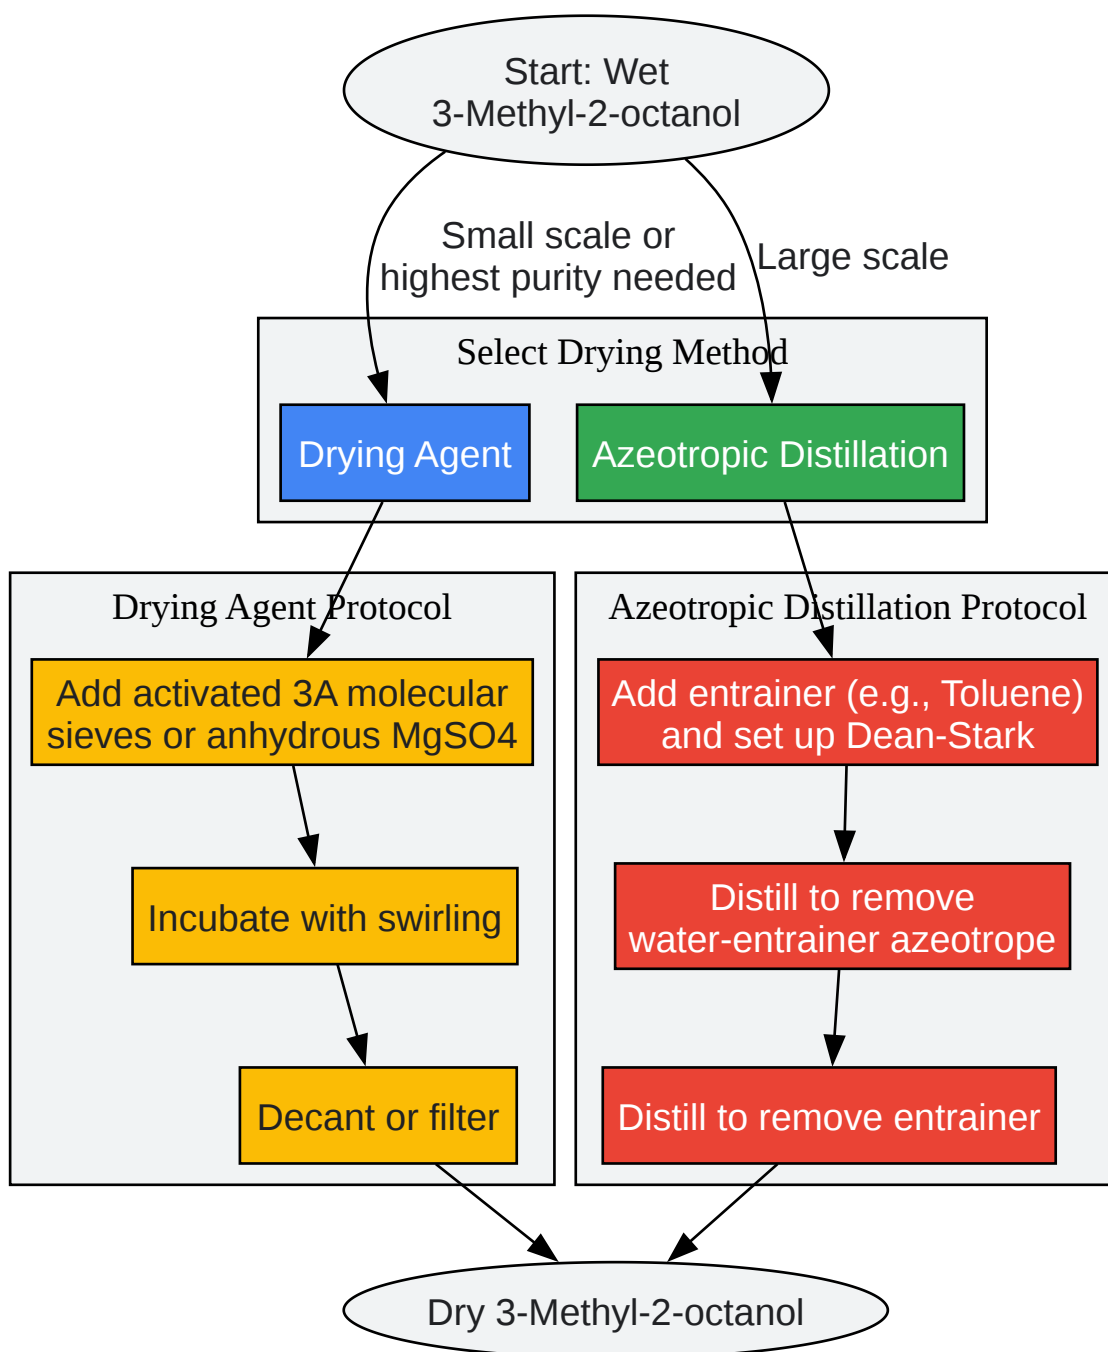 Start: Wet
3-Methyl-2-octanol
Small scale or
highest purity needed
Large scale
Select Drying Method
Drying Agent
Azeotropic Distillation
Drying Agent Protocol
Add activated 3A molecular
sieves or anhydrous MgSO4
Incubate with swirling
Decant or filter
Azeotropic Distillation Protocol
Add entrainer (e.g., Toluene)
and set up Dean-Stark
Distill to remove
water-entrainer azeotrope
Distill to remove entrainer
Dry 3-Methyl-2-octanol